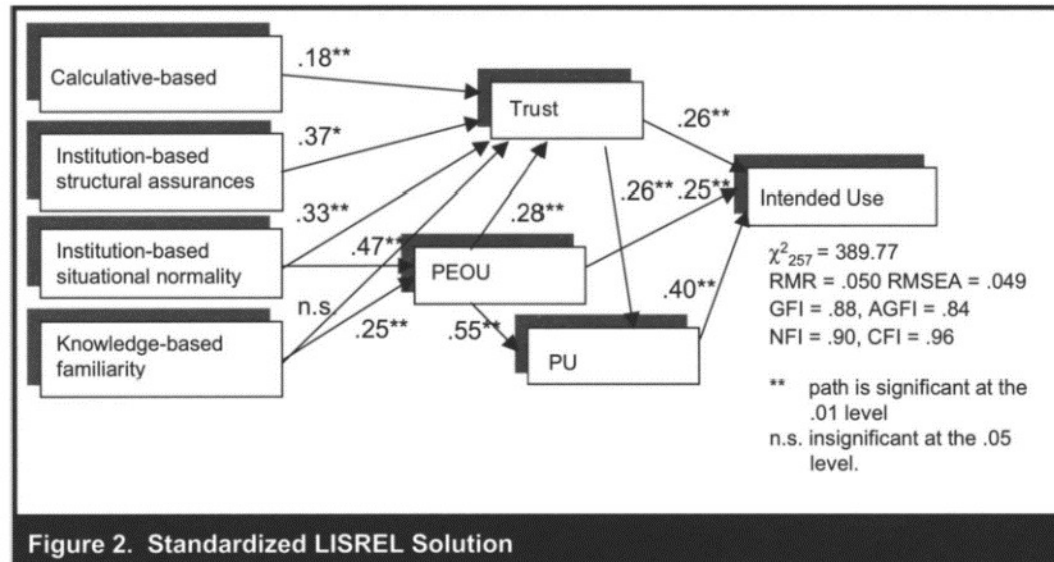 Calculative-based
.18**
Trust
.37*
Institution-based
structural assurances
.26**
.26** .25**
Intended Use
.33**
.28**
Institution-based
situational normality
.47**
PEOU
n.s.
.40**
Knowledge-based
familiarity
.25**
.55**
PU
χ²₂₅₇ = 389.77
RMR = .050 RMSEA = .049
GFI = .88, AGFI = .84
NFI = .90, CFI = .96
** path is significant at the
.01 level
n.s. insignificant at the .05
level.
Figure 2. Standardized LISREL Solution